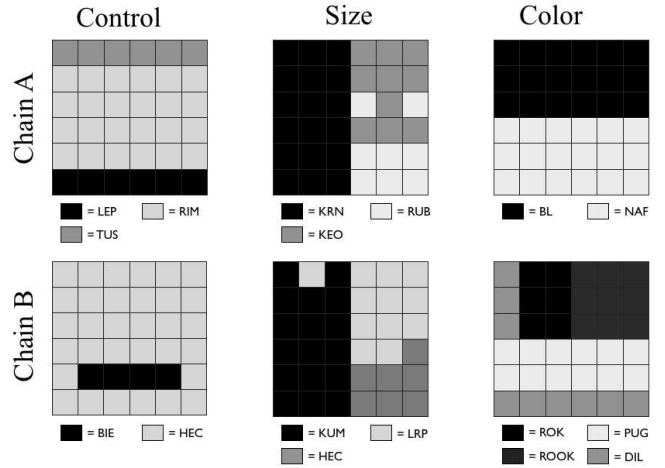 Control Size Color
Chain A
= LEP = RIM
= TUS
= KRN = RUB
= KEO
= BL = NAF
Chain B
= BIE = HEC
= KUM = LRP
= HEC
= ROK = PUG
= ROOK = DIL